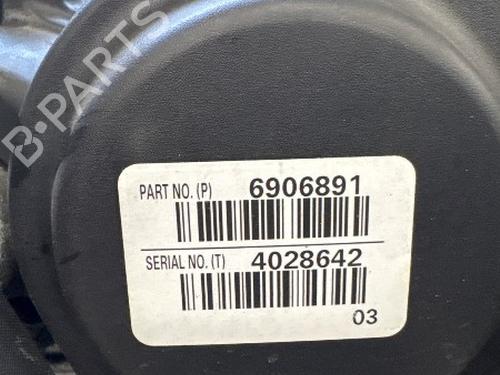 B-PARTS
PART NO. (P) 6906891
SERIAL NO. (T) 4028642
03